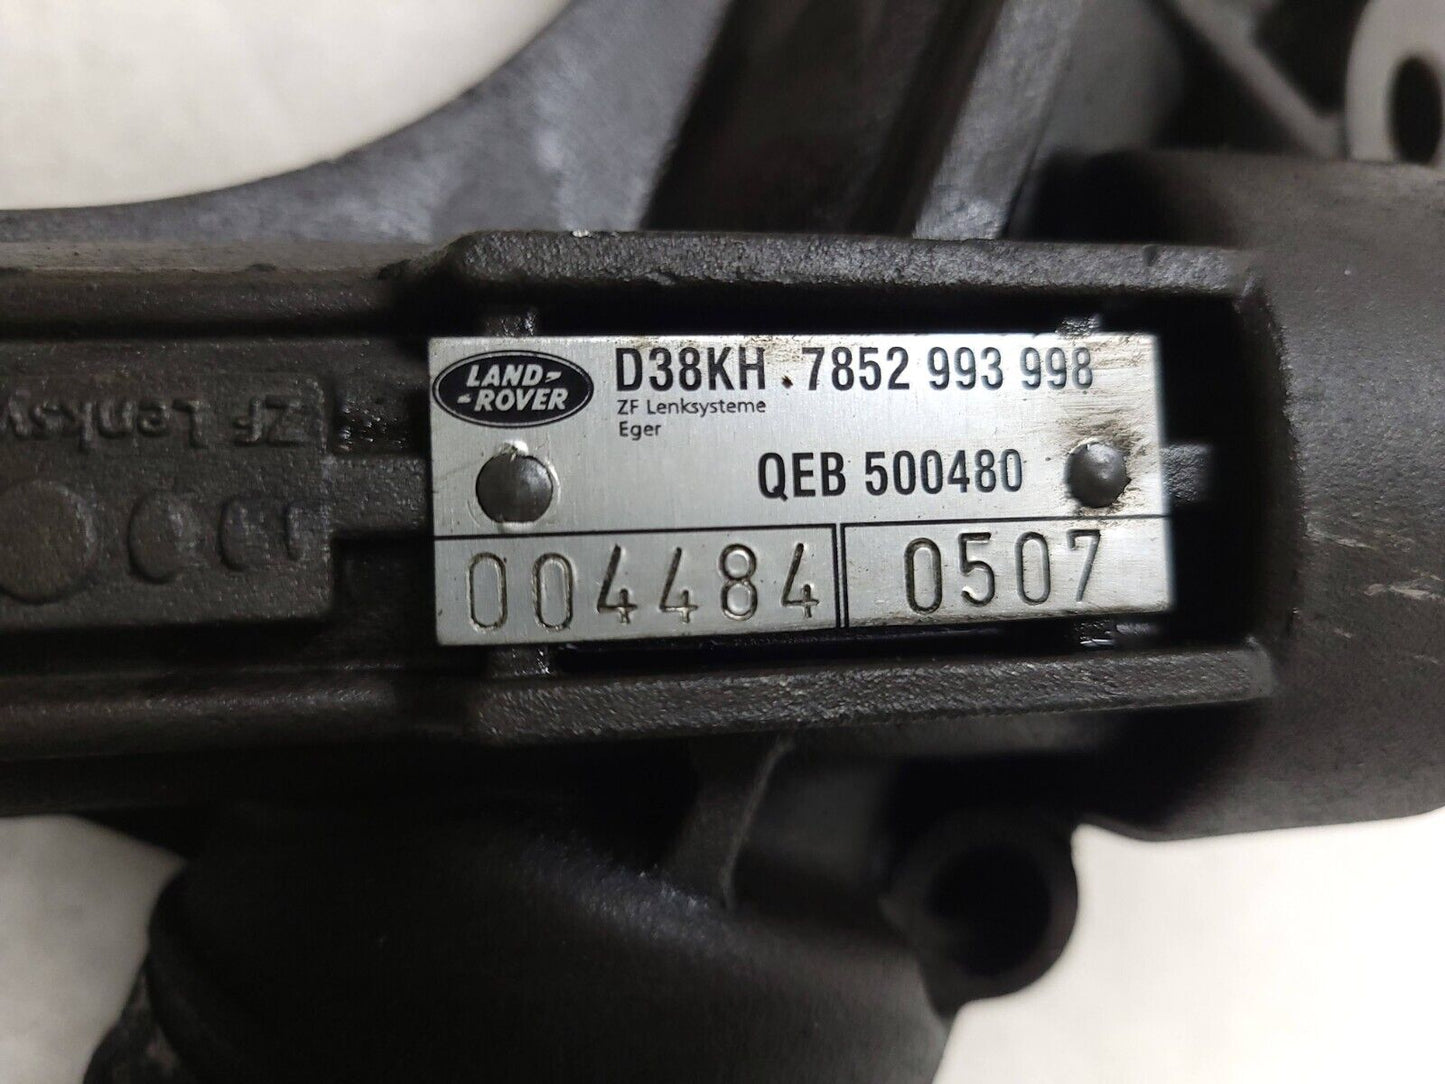 LAND-
-ROVER
D38KH .7852 993 998
ZF Lenksysteme
Eger
QEB 500480
004484
0507
ZF Lenksy